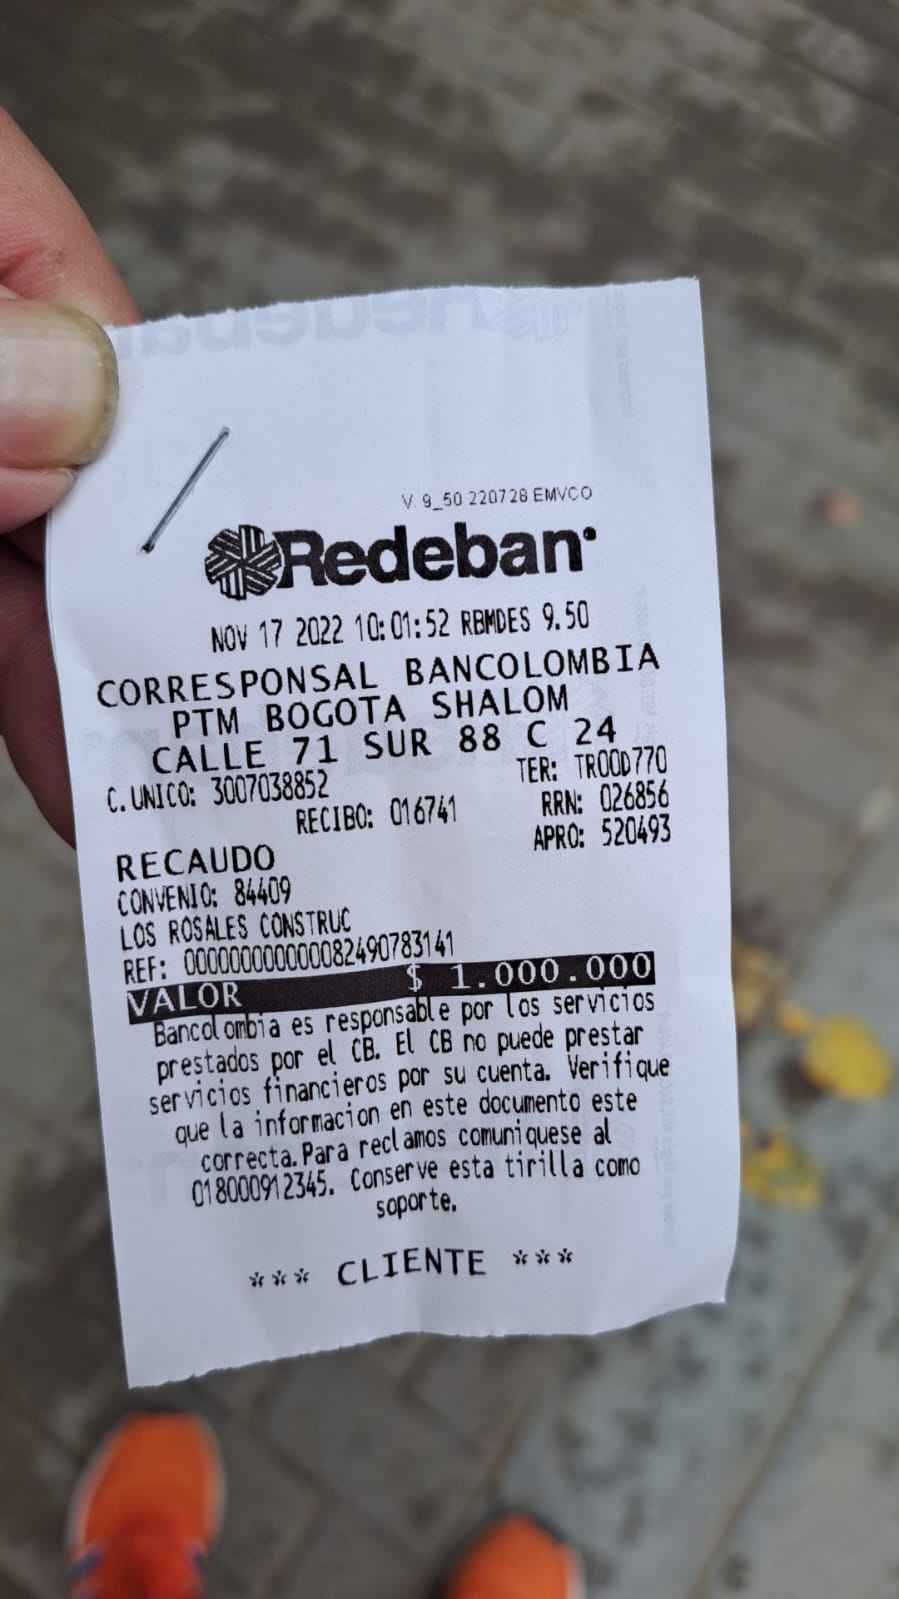 V. 9_50 220728 EMVCO
Redeban
NOV 17 2022 10:01:52 RBMDES 9.50
CORRESPONSAL BANCOLOMBIA
PTM BOGOTA SHALOM
CALLE 71 SUR 88 C 24
C.UNICO: 3007038852 TER: TR00D770
RECIBO: 016741 RRN: 026856
APRO: 520493
RECAUDO
CONVENIO: 84409
LOS ROSALES CONSTRUC
REF: 0000000000000082490783141
VALOR $ 1.000.000
Bancolombia es responsable por los servicios
prestados por el CB. El CB no puede prestar
servicios financieros por su cuenta. Verifique
que la informacion en este documento este
correcta.Para reclamos comuniquese al
018000912345. Conserve esta tirilla como
soporte.
*** CLIENTE ***